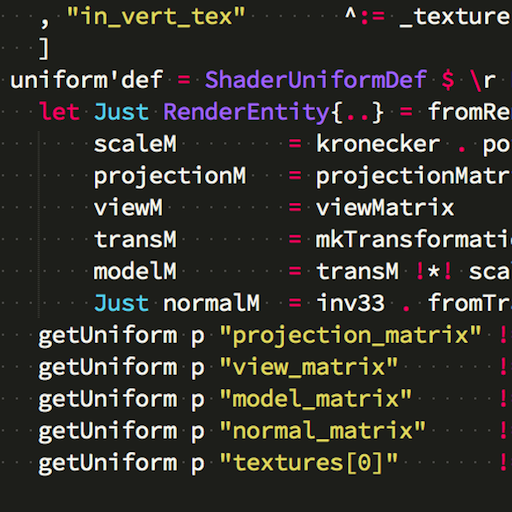 , "in_vert_tex" ^:= _texture
]
uniform'def = ShaderUniformDef $ \r
let Just RenderEntity{..} = fromRe
scaleM = kronecker . po
projectionM = projectionMatr
viewM = viewMatrix
transM = mkTransformati
modelM = transM !*! sca
Just normalM = inv33 . fromTr
getUniform p "projection_matrix" !
getUniform p "view_matrix" !
getUniform p "model_matrix" !
getUniform p "normal_matrix" !
getUniform p "textures[0]" !